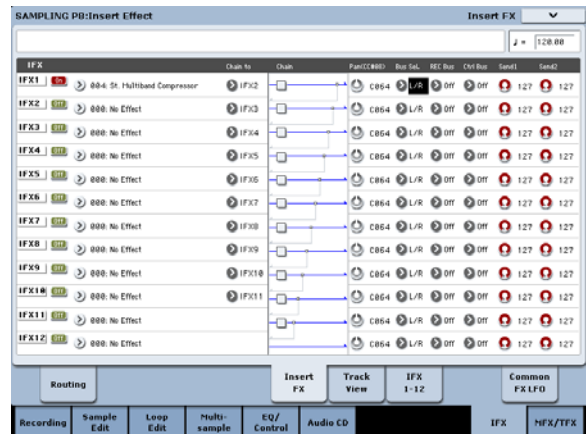 SAMPLING P8:Insert Effect Insert FX
♩ = 120.00
IFX Chain to Chain Pan(CC#8) Bus Sel. REC Bus Ctrl Bus Send1 Send2
IFX1 On 004: St. Multiband Compressor IFX2 C064 L/R Off Off 127 127
IFX2 Off 000: No Effect IFX3 C064 L/R Off Off 127 127
IFX3 Off 000: No Effect IFX4 C064 L/R Off Off 127 127
IFX4 Off 000: No Effect IFX5 C064 L/R Off Off 127 127
IFX5 Off 000: No Effect IFX6 C064 L/R Off Off 127 127
IFX6 Off 000: No Effect IFX7 C064 L/R Off Off 127 127
IFX7 Off 000: No Effect IFX8 C064 L/R Off Off 127 127
IFX8 Off 000: No Effect IFX9 C064 L/R Off Off 127 127
IFX9 Off 000: No Effect IFX10 C064 L/R Off Off 127 127
IFX10 Off 000: No Effect IFX11 C064 L/R Off Off 127 127
IFX11 Off 000: No Effect C064 L/R Off Off 127 127
IFX12 Off 000: No Effect C064 L/R Off Off 127 127
Routing Insert FX Track View IFX 1-12 Common FX LFO
Recording Sample Edit Loop Edit Multi-sample EQ/Control Audio CD IFX MFX/TFX